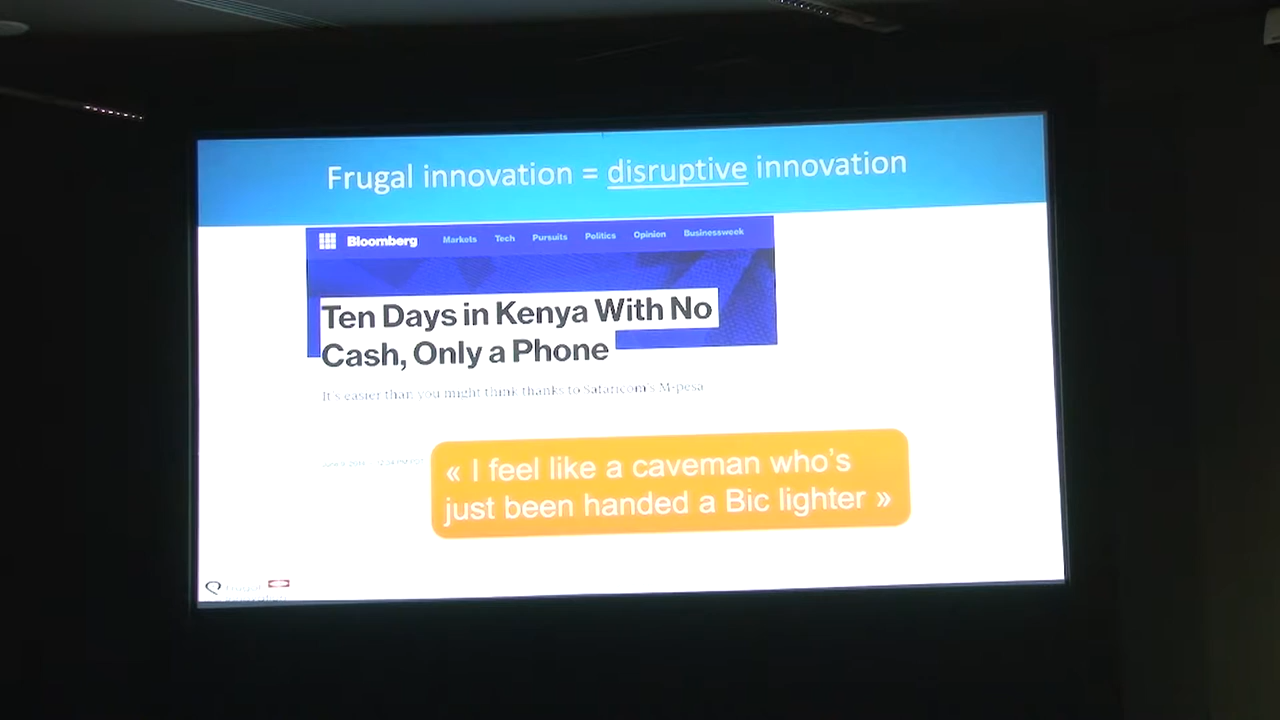 Frugal innovation = disruptive innovation
Bloomberg Markets Tech Pursuits Politics Opinion Businessweek
Ten Days in Kenya With No
Cash, Only a Phone
It's easier than you might think thanks to Safaricom's M-pesa
« I feel like a caveman who's
just been handed a Bic lighter »